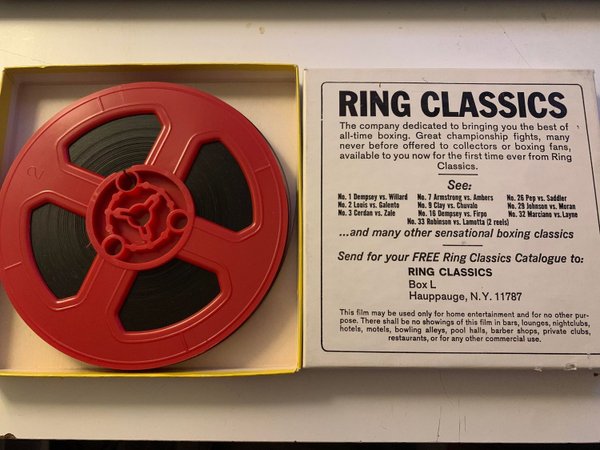 2
RING CLASSICS
The company dedicated to bringing you the best of
all-time boxing. Great championship fights, many
never before offered to collectors or boxing fans,
available to you now for the first time ever from Ring
Classics.
See:
No. 1 Dempsey vs. Willard No. 7 Armstrong vs. Ambers No. 26 Pep vs. Saddler
No. 2 Louis vs. Galento No. 9 Clay vs. Chuvalo No. 29 Johnson vs. Moran
No. 3 Cerdan vs. Zale No. 16 Dempsey vs. Firpo No. 32 Marciano vs. Layne
No. 33 Robinson vs. Lamotta (2 reels)
...and many other sensational boxing classics
Send for your FREE Ring Classics Catalogue to:
RING CLASSICS
Box L
Hauppauge, N.Y. 11787
This film may be used only for home entertainment and for no other pur-
pose. There shall be no showings of this film in bars, lounges, nightclubs,
hotels, motels, bowling alleys, pool halls, barber shops, private clubs,
restaurants, or for any other commercial use.